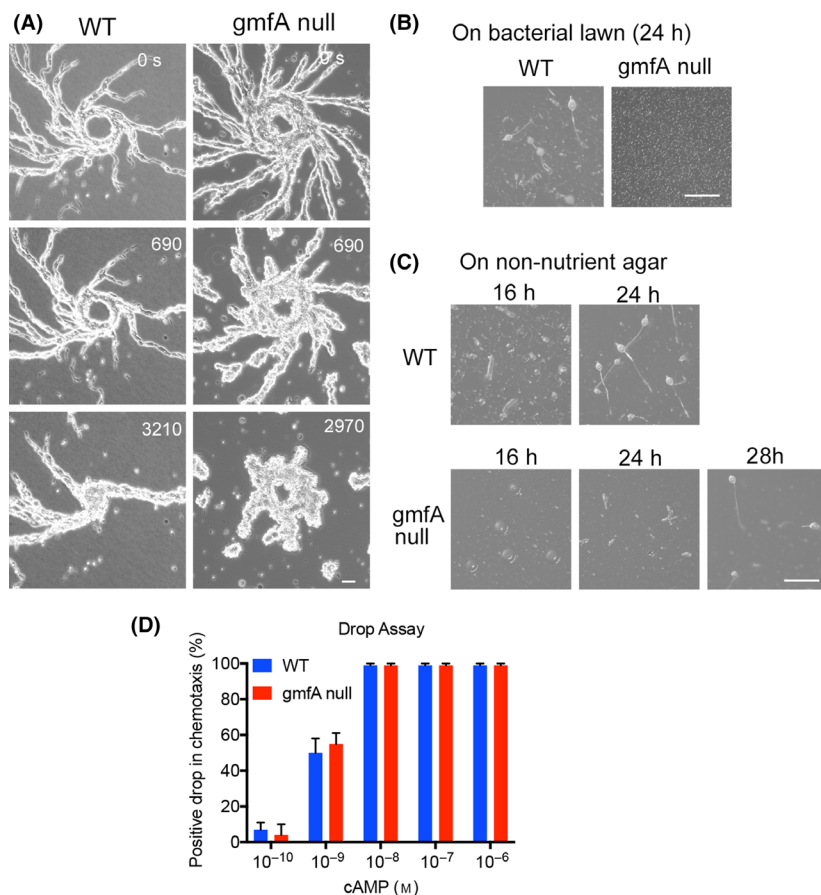 (A)
WT
gmfA null
0 s
0 s
690
690
3210
2970
(B)
On bacterial lawn (24 h)
WT
gmfA null
(C)
On non-nutrient agar
16 h
24 h
WT
16 h
24 h
28h
gmfA
null
(D)
Drop Assay
Positive drop in chemotaxis (%)
100
80
60
40
20
0
WT
gmfA null
10⁻¹⁰
10⁻⁹
10⁻⁸
10⁻⁷
10⁻⁶
cAMP (M)